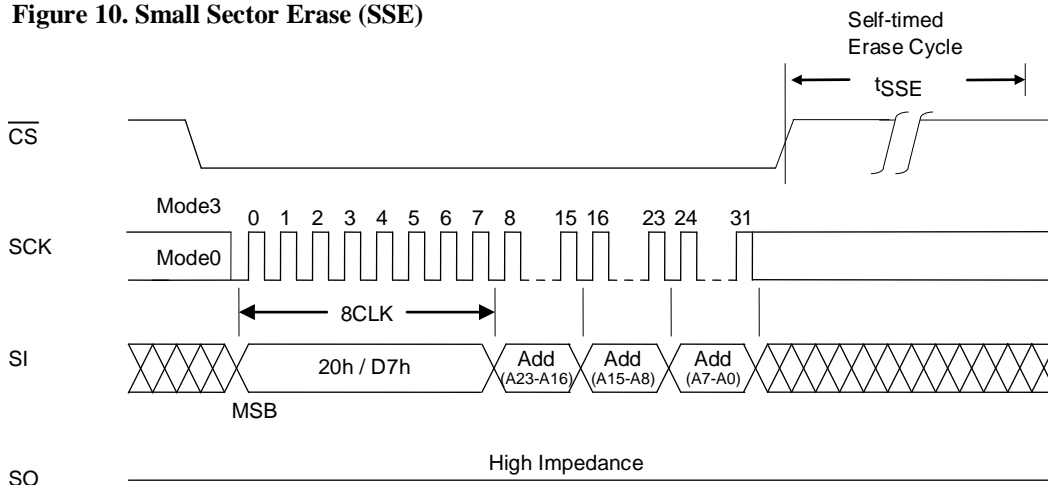 Figure 10. Small Sector Erase (SSE)
Self-timed
Erase Cycle
tSSE
CS
Mode3
0 1 2 3 4 5 6 7 8 15 16 23 24 31
SCK
Mode0
8CLK
SI
20h / D7h
Add
(A23-A16)
Add
(A15-A8)
Add
(A7-A0)
MSB
High Impedance
SO